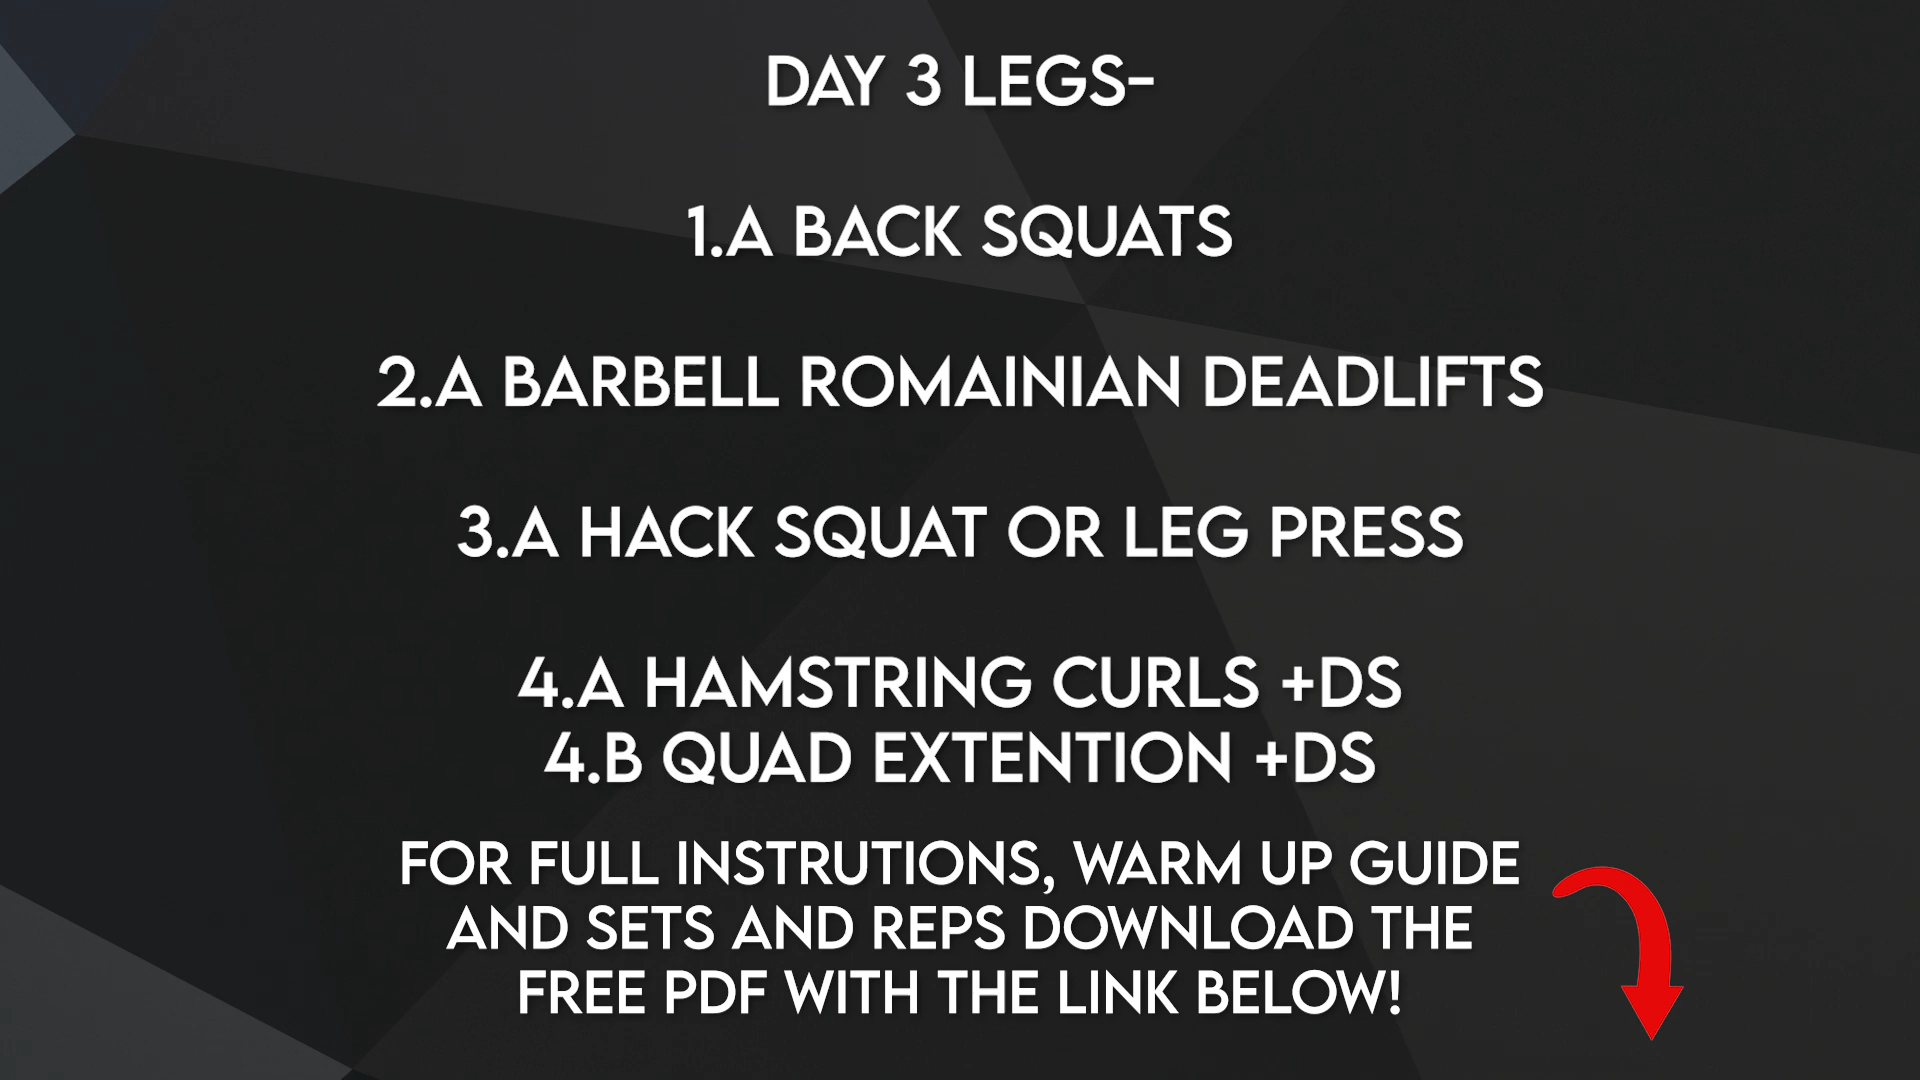 DAY 3 LEGS-
1.A BACK SQUATS
2.A BARBELL ROMAINIAN DEADLIFTS
3.A HACK SQUAT OR LEG PRESS
4.A HAMSTRING CURLS +DS
4.B QUAD EXTENTION +DS
FOR FULL INSTRUTIONS, WARM UP GUIDE
AND SETS AND REPS DOWNLOAD THE
FREE PDF WITH THE LINK BELOW!